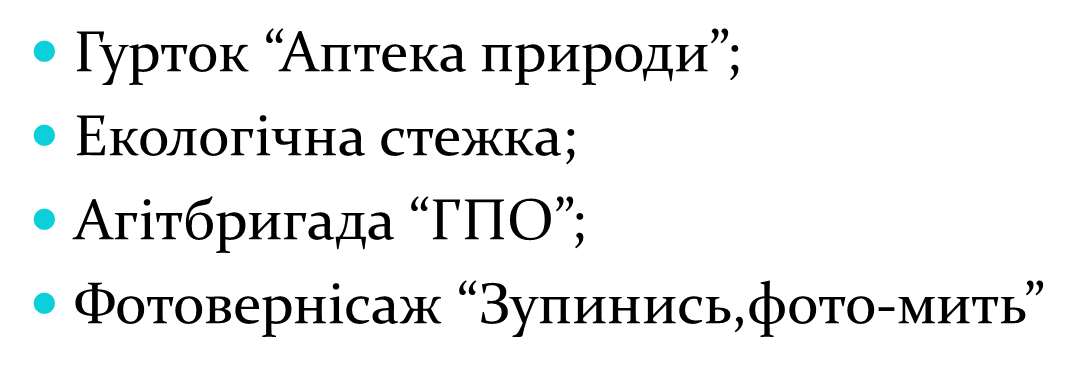 • Гурток “Аптека природи”;
• Екологічна стежка;
• Агітбригада “ГПО”;
• Фотовернісаж “Зупинись,фото-мить”